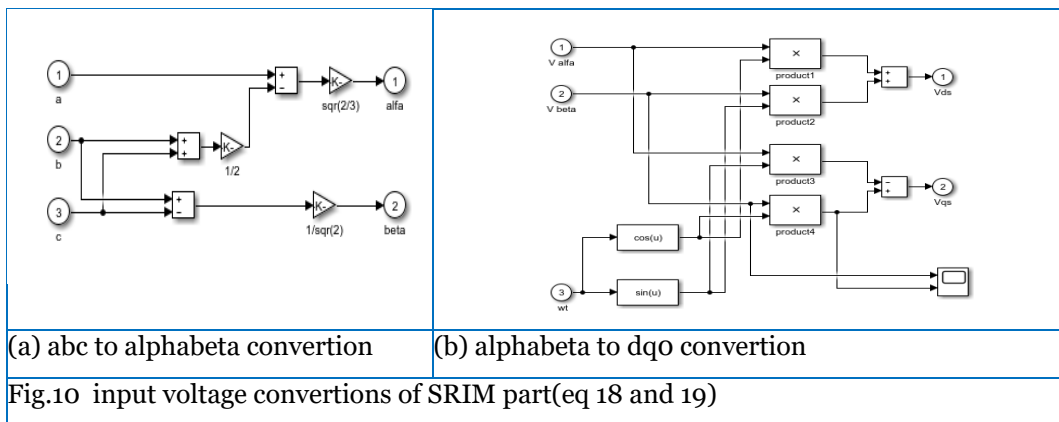 1
a
2
b
3
c
+
−
K-
sqr(2/3)
1
alfa
+
+
K-
1/2
+
−
K-
1/sqr(2)
2
beta
1
V alfa
2
V beta
3
wt
×
product1
×
product2
×
product3
×
product4
cos(u)
sin(u)
+
+
1
Vds
−
+
2
Vqs
(a) abc to alphabeta convertion
(b) alphabeta to dq0 convertion
Fig.10 input voltage convertions of SRIM part(eq 18 and 19)